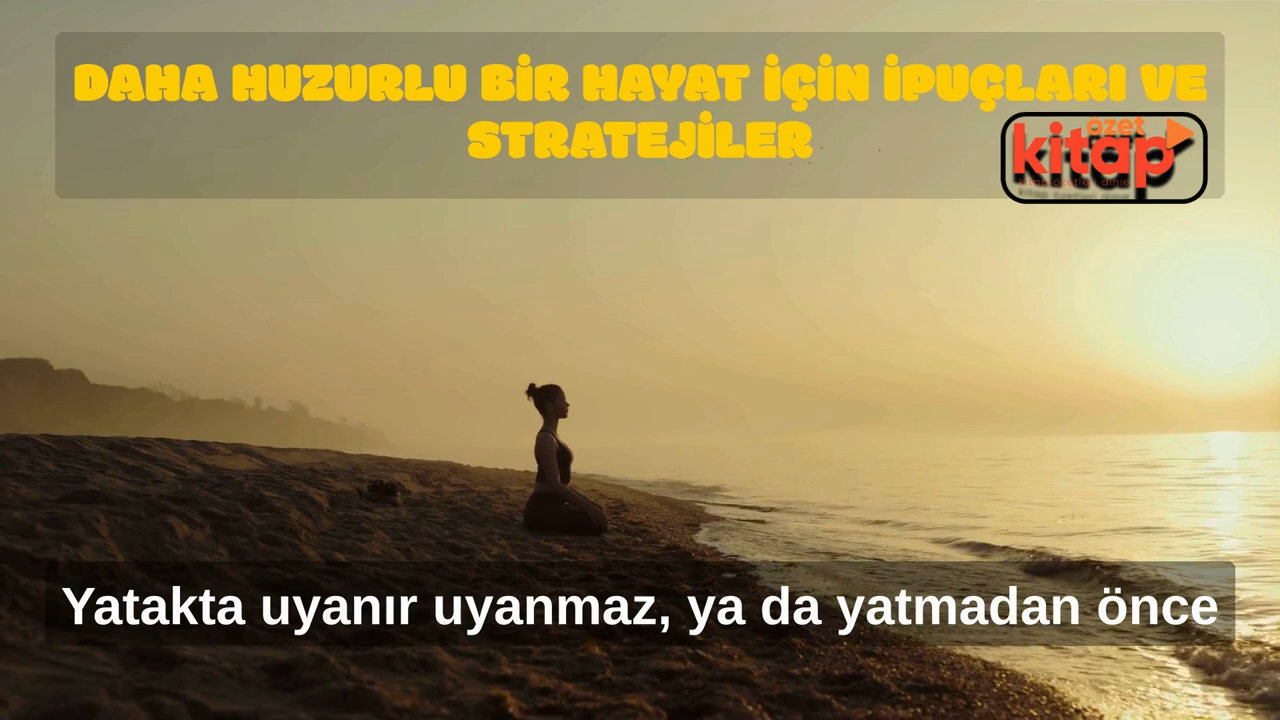 DAHA HUZURLU BİR HAYAT İÇİN İPUÇLARI VE
STRATEJİLER
özet
kitap
Yatakta uyanır uyanmaz, ya da yatmadan önce